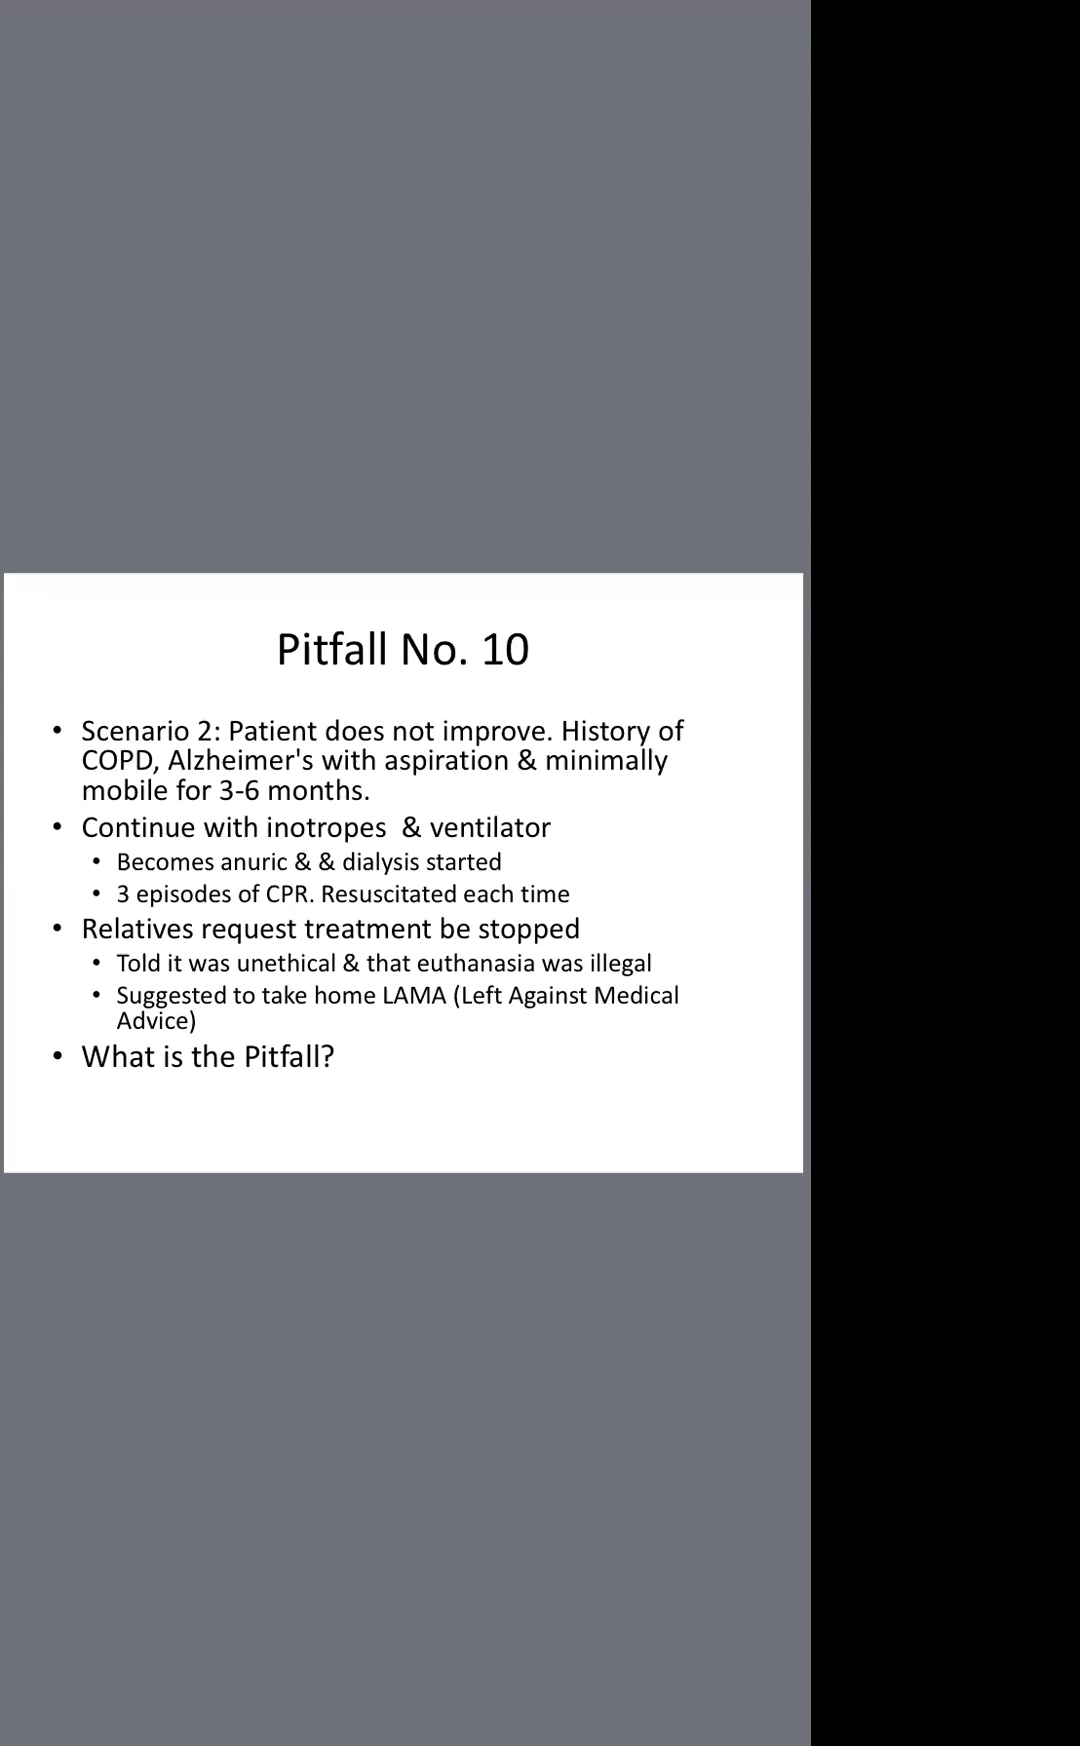 Pitfall No. 10
• Scenario 2: Patient does not improve. History of
COPD, Alzheimer's with aspiration & minimally
mobile for 3-6 months.
• Continue with inotropes & ventilator
• Becomes anuric & & dialysis started
• 3 episodes of CPR. Resuscitated each time
• Relatives request treatment be stopped
• Told it was unethical & that euthanasia was illegal
• Suggested to take home LAMA (Left Against Medical
Advice)
• What is the Pitfall?